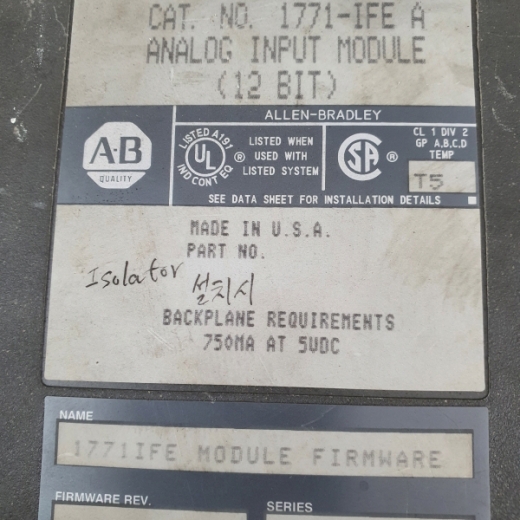 CAT. NO. 1771-IFE A
ANALOG INPUT MODULE
(12 BIT)
ALLEN-BRADLEY
A-B
QUALITY
LISTED A191
UL
IND CONT EQ
®
LISTED WHEN
USED WITH
LISTED SYSTEM
SA
®
CL 1 DIV 2
GP A,B,C,D
TEMP
T5
SEE DATA SHEET FOR INSTALLATION DETAILS
MADE IN U.S.A.
PART NO.
Isolator 설치시
BACKPLANE REQUIREMENTS
750MA AT 5VDC
NAME
1771IFE MODULE FIRMWARE
FIRMWARE REV.
SERIES